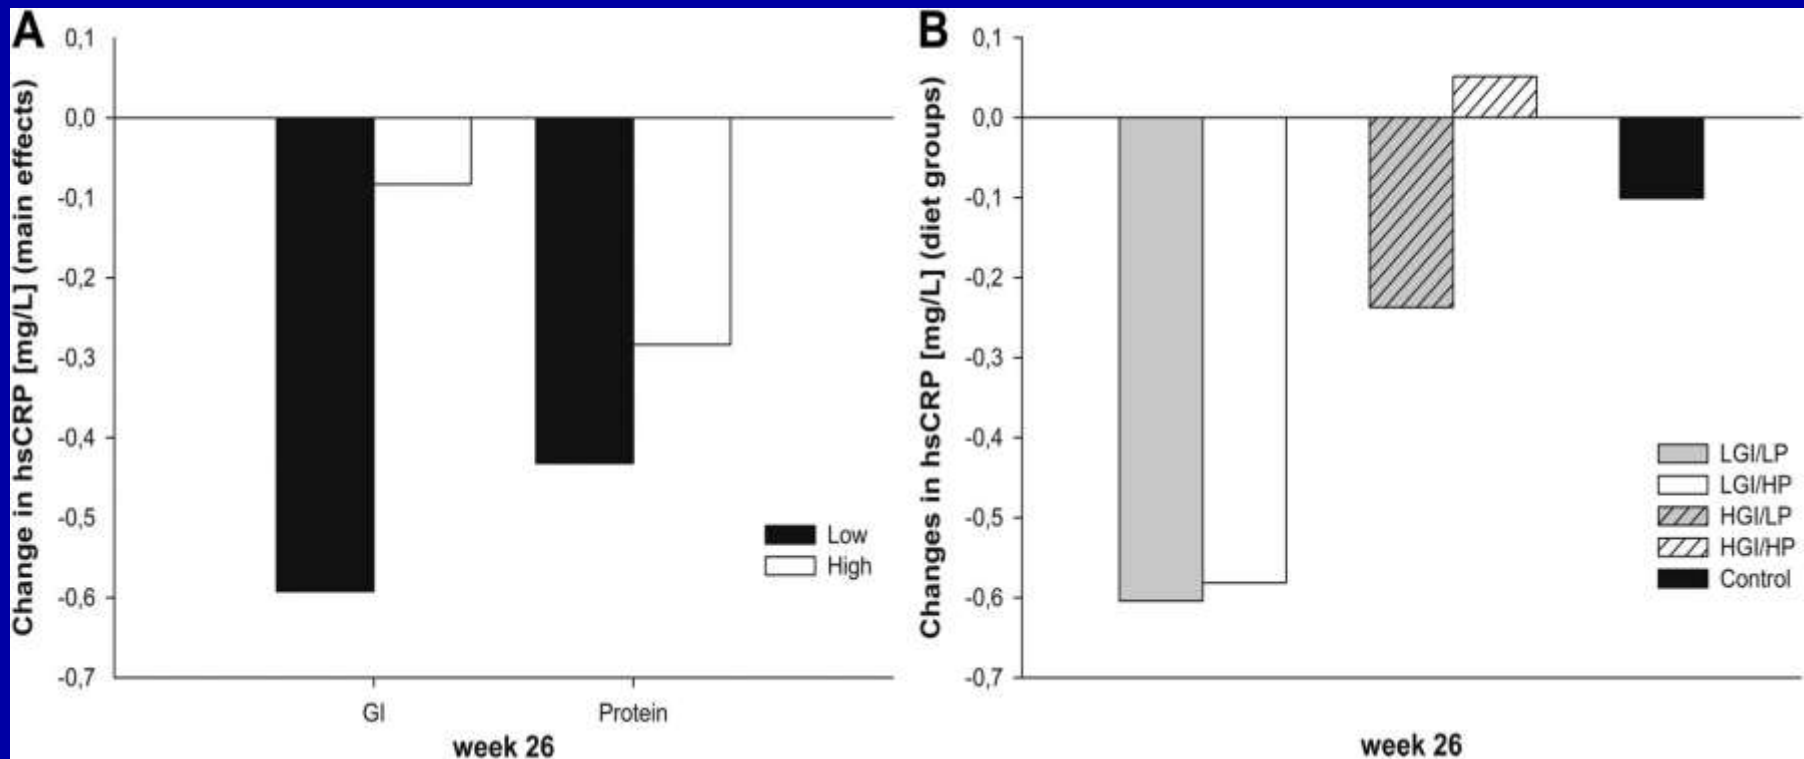 A
Change in hsCRP [mg/L] (main effects)
0,1
0,0
-0,1
-0,2
-0,3
-0,4
-0,5
-0,6
-0,7
Low
High
GI
Protein
week 26
B
Changes in hsCRP [mg/L] (diet groups)
0,1
0,0
-0,1
-0,2
-0,3
-0,4
-0,5
-0,6
-0,7
LGI/LP
LGI/HP
HGI/LP
HGI/HP
Control
week 26